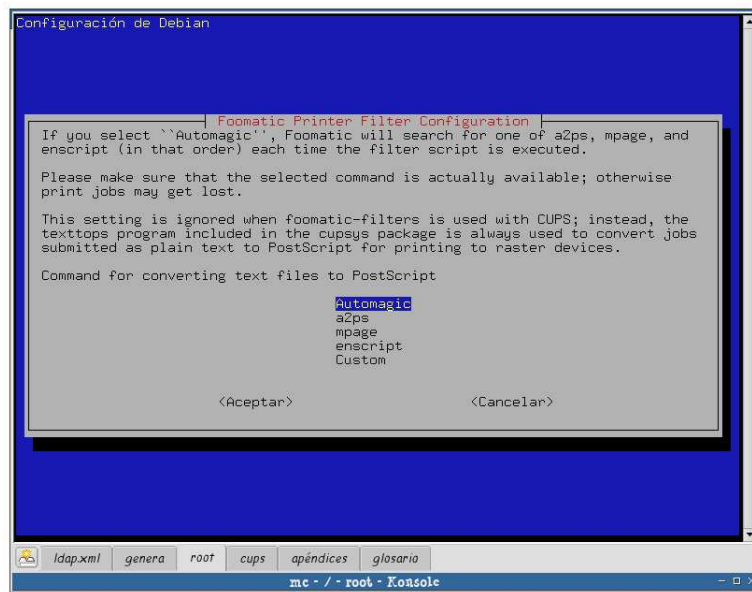 Configuración de Debian
Foomatic Printer Filter Configuration
If you select ``Automagic'', Foomatic will search for one of a2ps, mpage, and
enscript (in that order) each time the filter script is executed.
Please make sure that the selected command is actually available; otherwise
print jobs may get lost.
This setting is ignored when foomatic-filters is used with CUPS; instead, the
texttops program included in the cupsys package is always used to convert jobs
submitted as plain text to PostScript for printing to raster devices.
Command for converting text files to PostScript
Automagic
a2ps
mpage
enscript
Custom
<Aceptar> <Cancelar>
ldap.xml genera root cups apéndices glosario
mc - / - root - Konsole